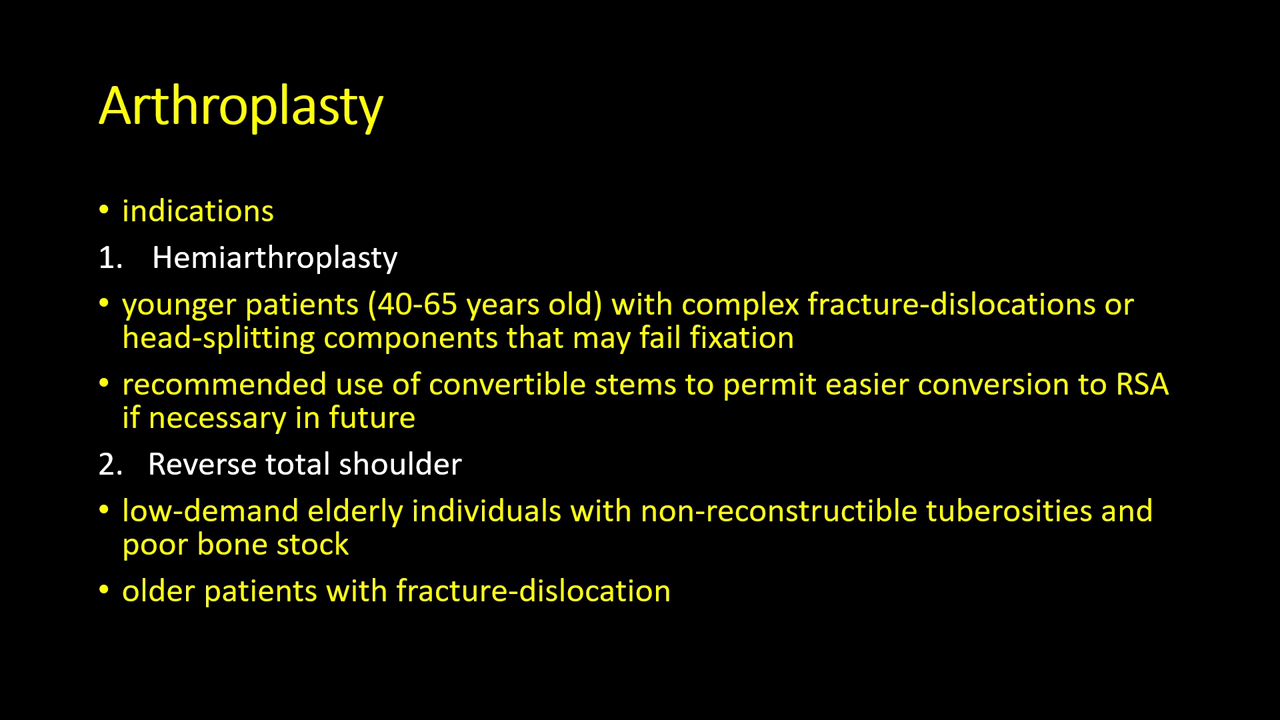 Arthroplasty
• indications
1. Hemiarthroplasty
• younger patients (40-65 years old) with complex fracture-dislocations or
head-splitting components that may fail fixation
• recommended use of convertible stems to permit easier conversion to RSA
if necessary in future
2. Reverse total shoulder
• low-demand elderly individuals with non-reconstructible tuberosities and
poor bone stock
• older patients with fracture-dislocation